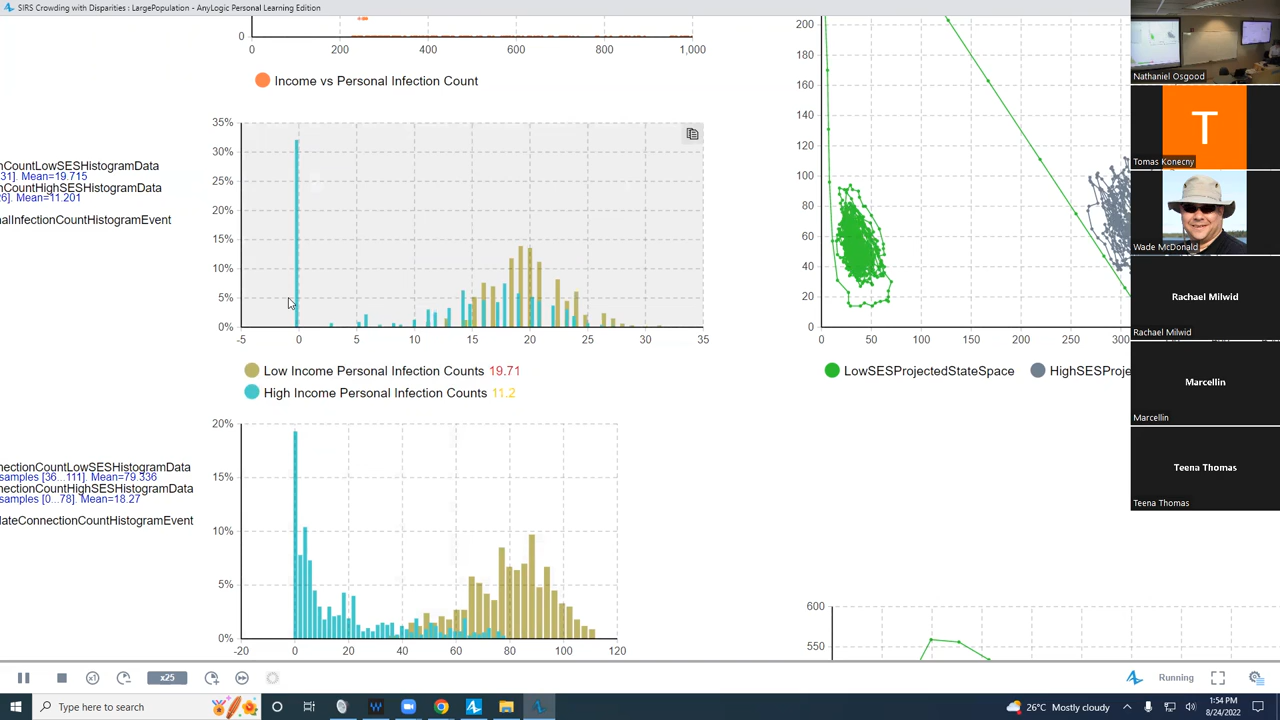 SIRS Crowding with Disparities : LargePopulation - AnyLogic Personal Learning Edition
0
0 200 400 600 800 1,000
Income vs Personal Infection Count
35%
30%
25%
20%
15%
10%
5%
0%
-5 0 5 10 15 20 25 30 35
nCountLowSESHistogramData
31]. Mean=19.715
nCountHighSESHistogramData
26]. Mean=11.201
nalInfectionCountHistogramEvent
Low Income Personal Infection Counts 19.71
High Income Personal Infection Counts 11.2
20%
15%
10%
5%
0%
-20 0 20 40 60 80 100 120
nnectionCountLowSESHistogramData
samples [36...111]. Mean=79.336
nnectionCountHighSESHistogramData
samples [0...78]. Mean=18.27
lateConnectionCountHistogramEvent
200
180
160
140
120
100
80
60
40
20
0
0 50 100 150 200 250 300
LowSESProjectedStateSpace
HighSESProje
600
550
Nathaniel Osgood
T
Tomas Konecny
Wade McDonald
Rachael Milwid
Rachael Milwid
Marcellin
Marcellin
Teena Thomas
Teena Thomas
x1
x25
Running
Type here to search
26°C Mostly cloudy
1:54 PM
8/24/2022